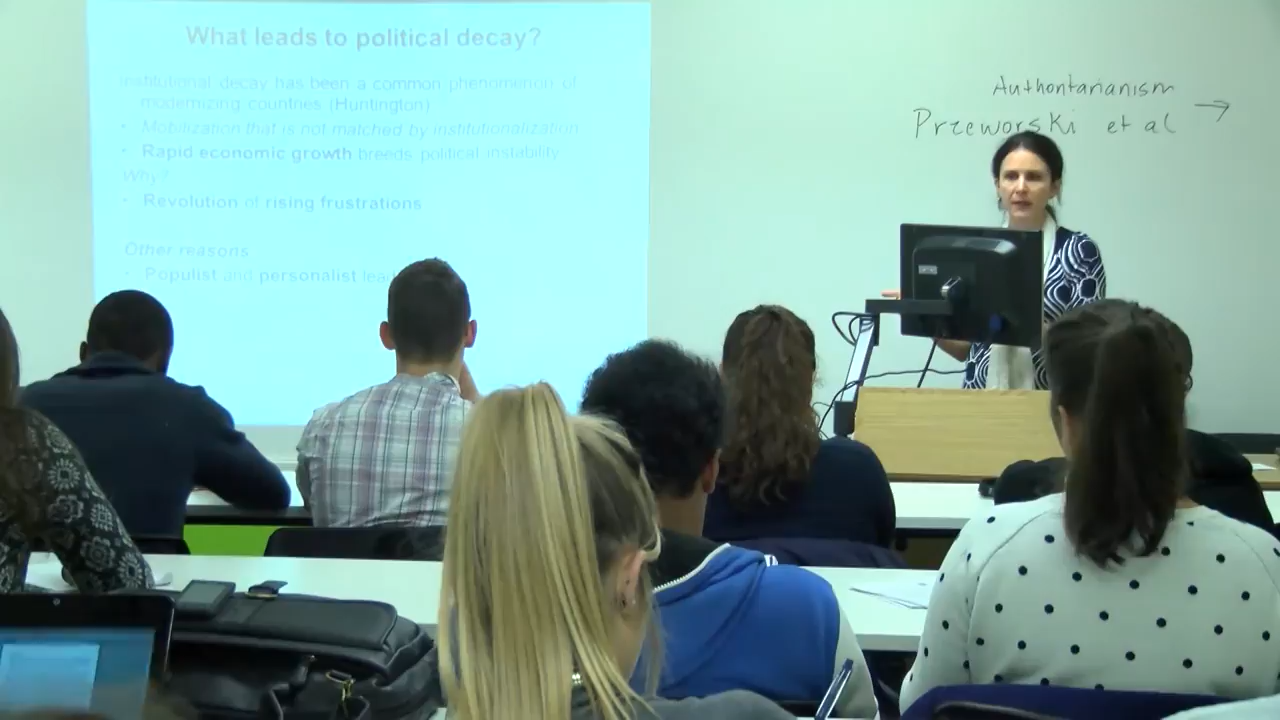 What leads to political decay?
Institutional decay has been a common phenomenon of
modernizing countries (Huntington)
• Mobilization that is not matched by institutionalization
• Rapid economic growth breeds political instability
Why?
• Revolution of rising frustrations
Other reasons
• Populist and personalist lead
Authoritarianism →
Przeworski et al